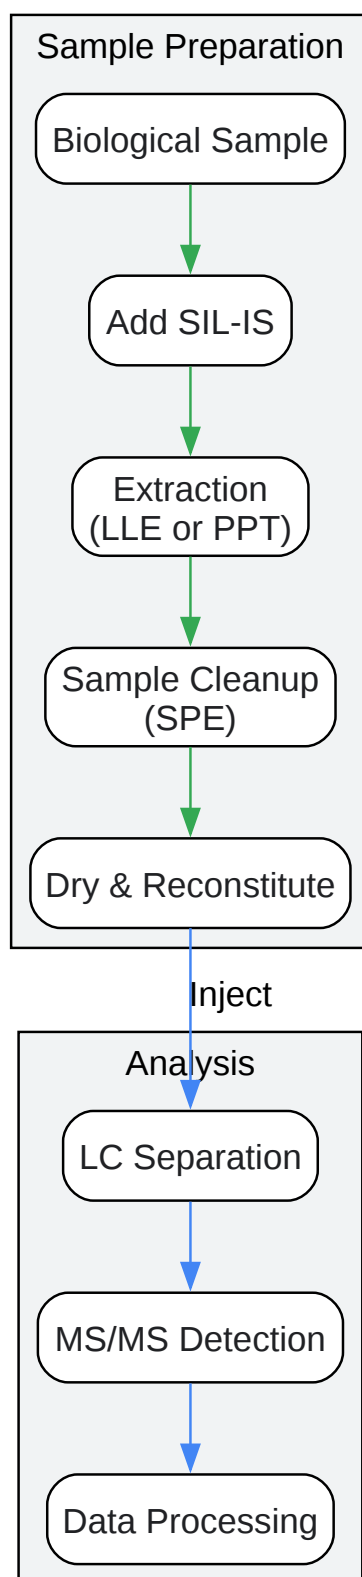 Sample Preparation
Biological Sample
Add SIL-IS
Extraction
(LLE or PPT)
Sample Cleanup
(SPE)
Dry & Reconstitute
Inject
Analysis
LC Separation
MS/MS Detection
Data Processing